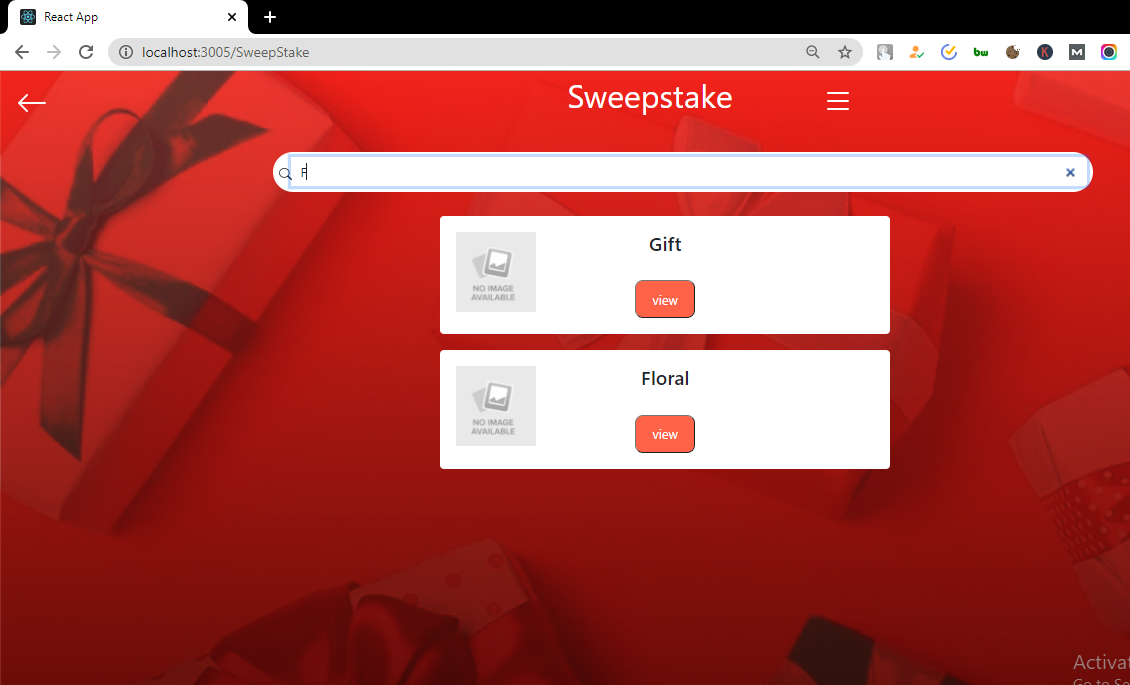 React App
localhost:3005/SweepStake
bw
K
M
Sweepstake
F
Gift
NO IMAGE
AVAILABLE
view
Floral
NO IMAGE
AVAILABLE
view
Activat
Go to Se